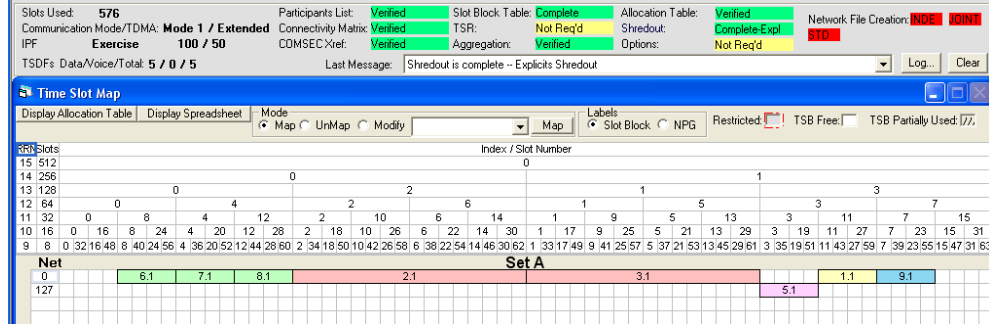 Slots Used: 576 Participants List: Verified Slot Block Table: Complete Allocation Table: Verified Network File Creation: INDE JOINT
Communication Mode/TDMA: Mode 1 / Extended Connectivity Matrix: Verified TSR: Not Req'd Shredout: Complete-Expl STD
IPF Exercise 100 / 50 COMSEC Xref: Verified Aggregation: Verified Options: Not Req'd
TSDFs Data/Voice/Total: 5 / 0 / 5 Last Message: Shredout is complete -- Explicits Shredout Log... Clear
Time Slot Map
Display Allocation Table Display Spreadsheet Mode Map UnMap Modify Map Labels Slot Block NPG Restricted: TSB Free: TSB Partially Used:
RRN Slots Index / Slot Number
15 512 0
14 256 0 1
13 128 0 2 1 3
12 64 0 4 2 6 1 5 3 7
11 32 0 8 4 12 2 10 6 14 1 9 5 13 3 11 7 15
10 16 0 16 8 24 4 20 12 28 2 18 10 26 6 22 14 30 1 17 9 25 5 21 13 29 3 19 11 27 7 23 15 31
9 8 0 32 16 48 8 40 24 56 4 36 20 52 12 44 28 60 2 34 18 50 10 42 26 58 6 38 22 54 14 46 30 62 1 33 17 49 9 41 25 57 5 37 21 53 13 45 29 61 3 35 19 51 11 43 27 59 7 39 23 55 15 47 31 63
Net Set A
0 6.1 7.1 8.1 2.1 3.1 1.1 9.1
127 5.1